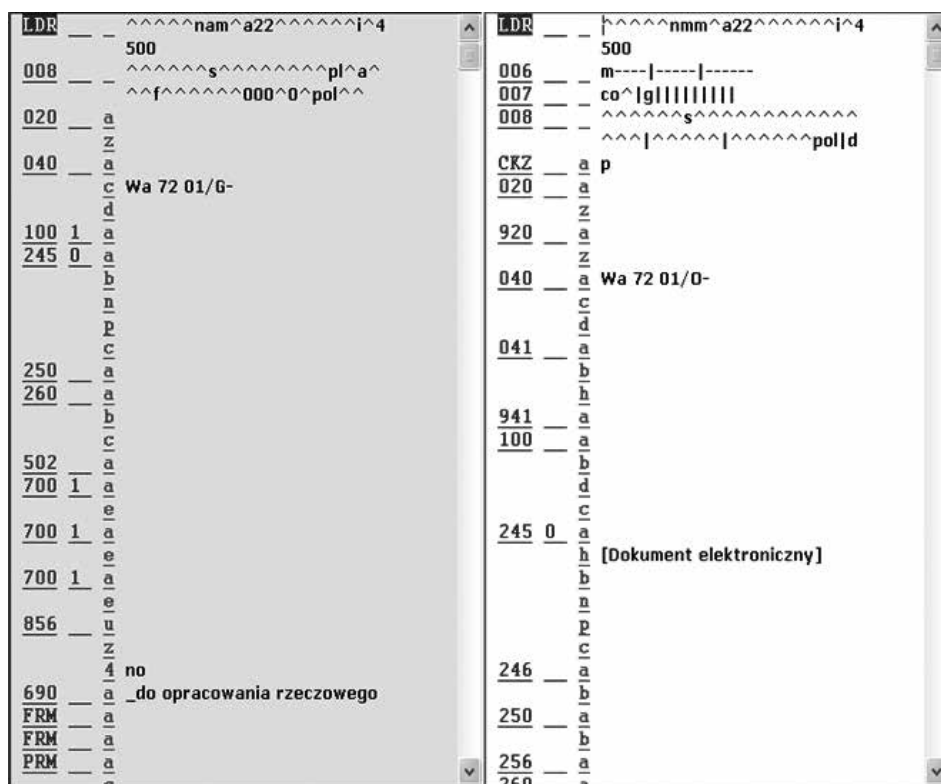 LDR _ _ ^^^^^nam^a22^^^^^^i^4
500
008 _ ^^^^^^s^^^^^^^^pl^a^
^^f^^^^^^000^0^pol^^
020 _ _ a
z
040 _ _ a
c Wa 72 01/G-
d
100 1 _ a
245 0 _ a
b
n
p
c
250 _ _ a
260 _ _ a
b
c
502 _ _ a
700 1 _ a
e
700 1 _ a
e
700 1 _ a
e
856 _ _ u
z
4 no
690 _ _ a _do opracowania rzeczowego
FRM _ _ a
FRM _ _ a
PRM _ _ a
LDR _ _ ^^^^^nmm^a22^^^^^^i^4
500
006 _ m----|-----|------
007 _ co^|g|||||||||
008 _ ^^^^^^s^^^^^^^^^^^^
^^^|^^^^^|^^^^^^pol|d
CKZ _ _ a p
020 _ _ a
z
920 _ _ a
z
040 _ _ a Wa 72 01/O-
c
d
041 _ _ a
b
h
941 _ _ a
100 _ _ a
b
d
c
245 0 _ a
h [Dokument elektroniczny]
b
n
p
c
246 _ _ a
b
250 _ _ a
b
256 _ _ a